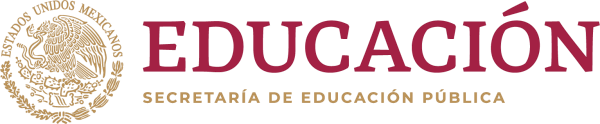 ESTADOS UNIDOS MEXICANOS
EDUCACIÓN
SECRETARÍA DE EDUCACIÓN PÚBLICA